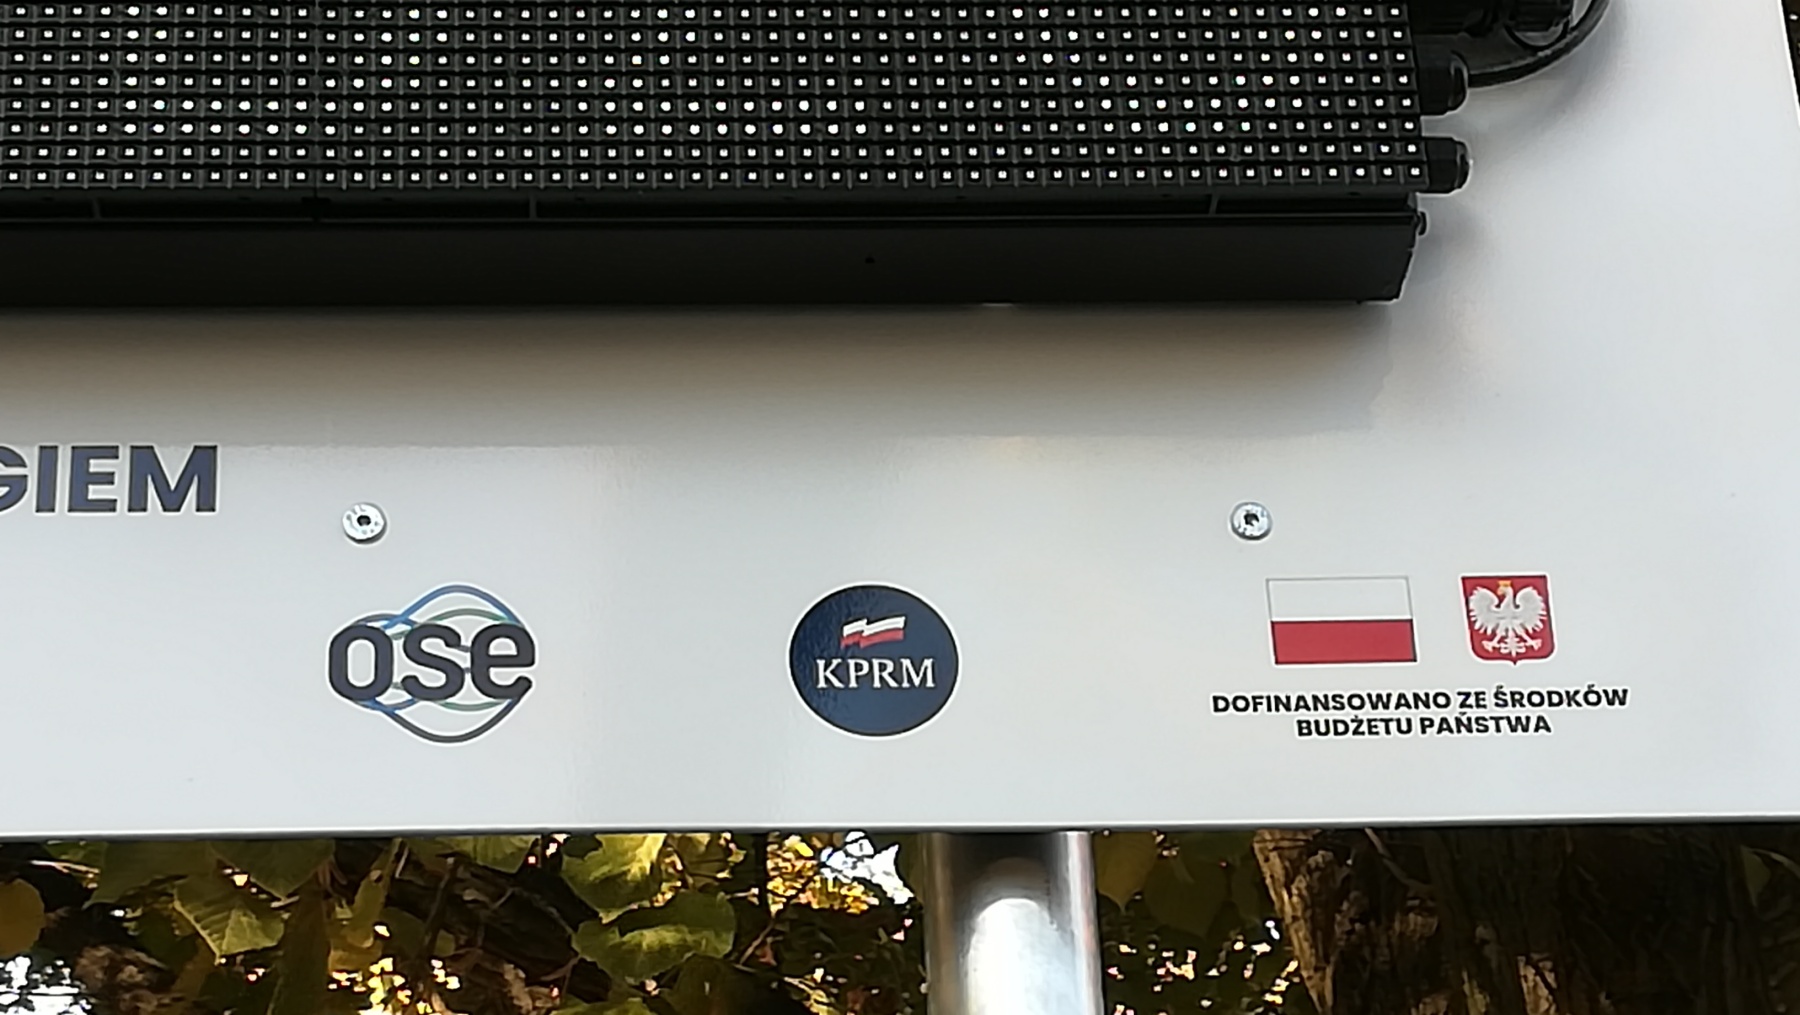 GIEM
ose
KPRM
DOFINANSOWANO ZE ŚRODKÓW
BUDŻETU PAŃSTWA